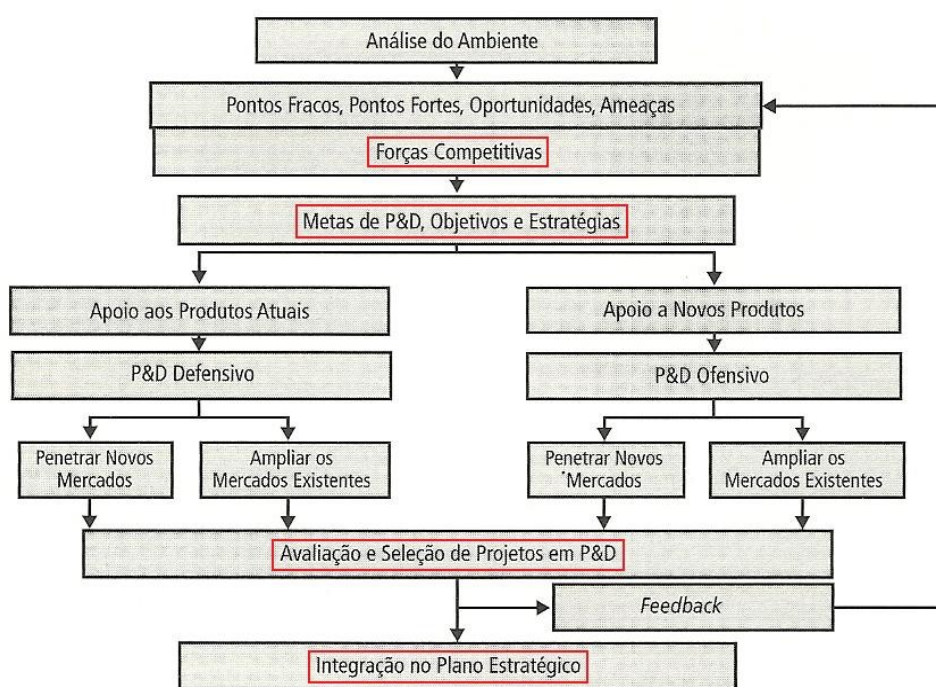 Análise do Ambiente
Pontos Fracos, Pontos Fortes, Oportunidades, Ameaças
Forças Competitivas
Metas de P&D, Objetivos e Estratégias
Apoio aos Produtos Atuais
Apoio a Novos Produtos
P&D Defensivo
P&D Ofensivo
Penetrar Novos
Mercados
Ampliar os
Mercados Existentes
Penetrar Novos
Mercados
Ampliar os
Mercados Existentes
Avaliação e Seleção de Projetos em P&D
Feedback
Integração no Plano Estratégico